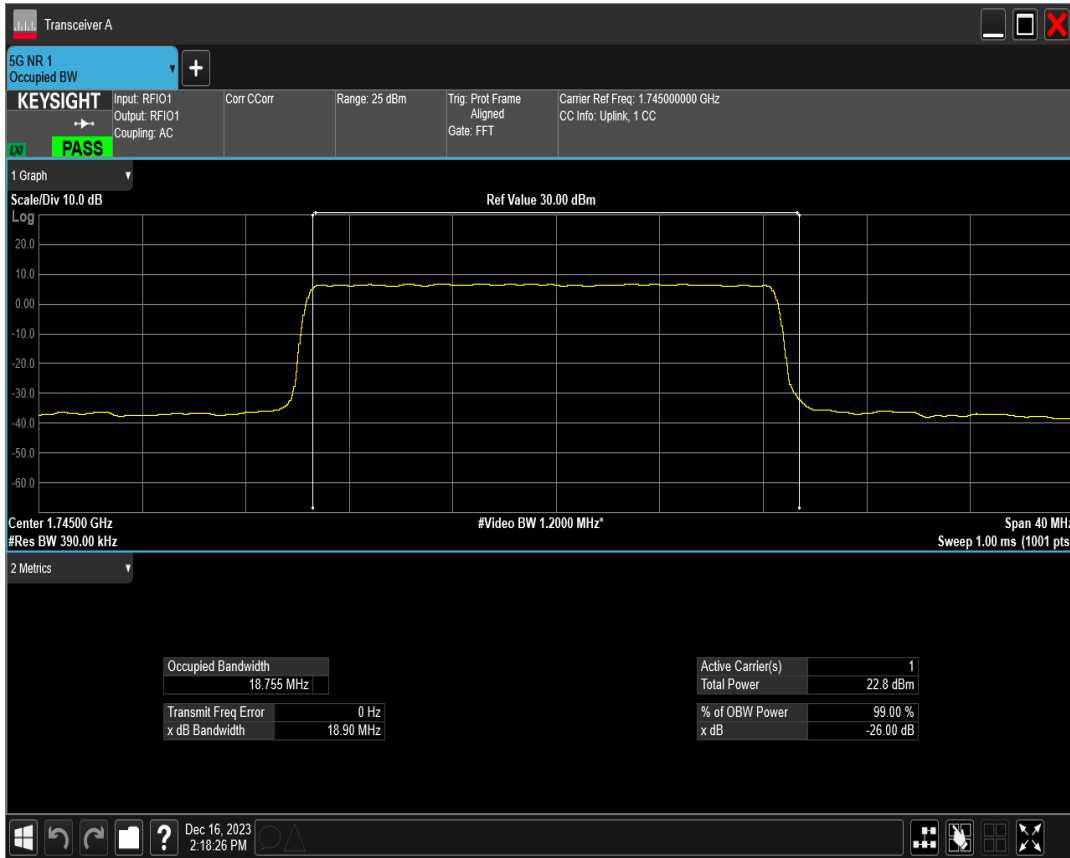 Transceiver A
5G NR 1
Occupied BW
KEYSIGHT
LXI
PASS
Input: RFIO1
Output: RFIO1
Coupling: AC
Corr CCorr
Range: 25 dBm
Trig: Prot Frame
Aligned
Gate: FFT
Carrier Ref Freq: 1.745000000 GHz
CC Info: Uplink, 1 CC
1 Graph
Scale/Div 10.0 dB
Ref Value 30.00 dBm
Log
20.0
10.0
0.00
-10.0
-20.0
-30.0
-40.0
-50.0
-60.0
Center 1.74500 GHz
#Video BW 1.2000 MHz*
Span 40 MHz
#Res BW 390.00 kHz
Sweep 1.00 ms (1001 pts
2 Metrics
Occupied Bandwidth
18.755 MHz
Transmit Freq Error 0 Hz
x dB Bandwidth 18.90 MHz
Active Carrier(s) 1
Total Power 22.8 dBm
% of OBW Power 99.00 %
x dB -26.00 dB
?
Dec 16, 2023
2:18:26 PM